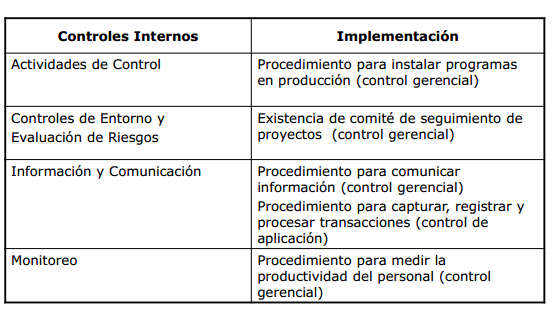 Controles Internos
Implementación
Actividades de Control
Procedimiento para instalar programas
en producción (control gerencial)
Controles de Entorno y
Evaluación de Riesgos
Existencia de comité de seguimiento de
proyectos  (control gerencial)
Información y Comunicación
Procedimiento para comunicar
información (control gerencial)
Procedimiento para capturar, registrar y
procesar transacciones (control de
aplicación)
Monitoreo
Procedimiento para medir la
productividad del personal (control
gerencial)